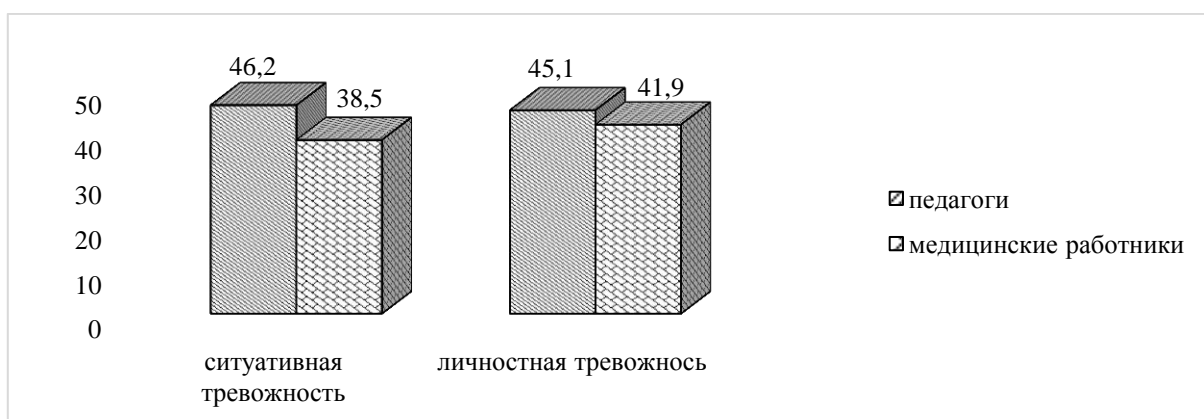 46,2
38,5
45,1
41,9
50
40
30
20
10
0
ситуативная
тревожность
личностная тревожнось
педагоги
медицинские работники